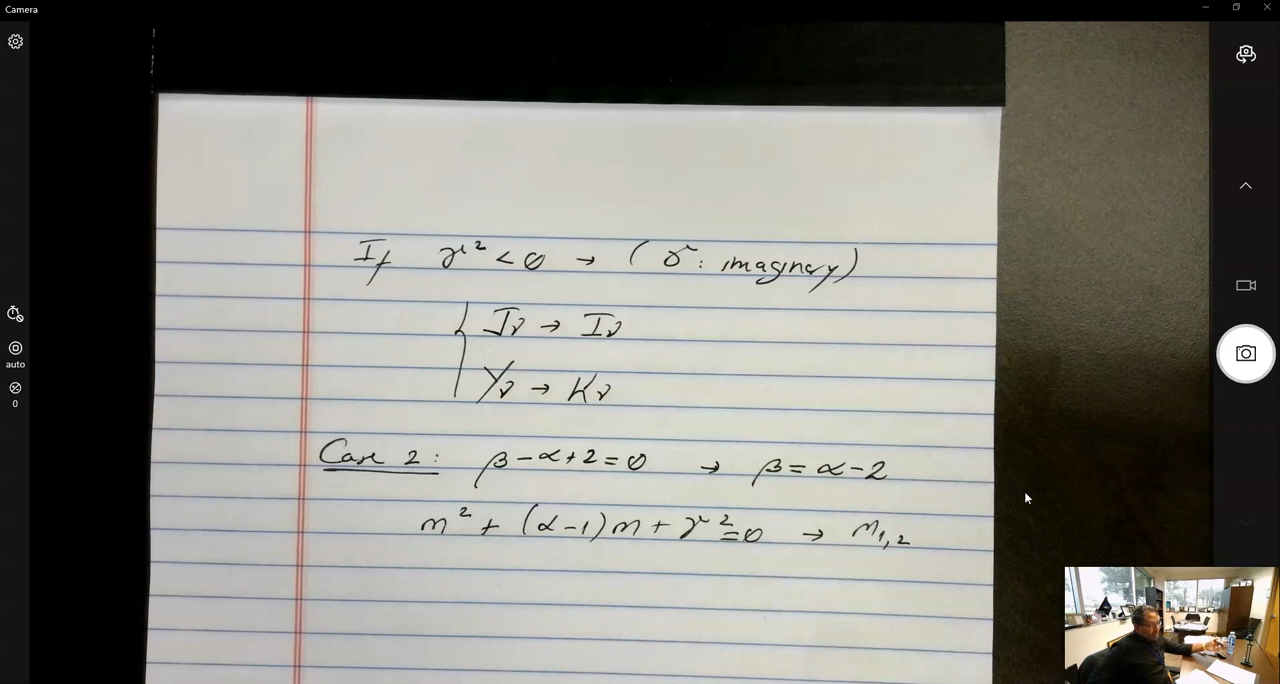 Camera
If γ² < 0 → (γ: imaginary)
Jν → Iν
Yν → Kν
Case 2: β - α + 2 = 0 → β = α - 2
m² + (α - 1)m + γ² = 0 → m₁,₂
auto
0